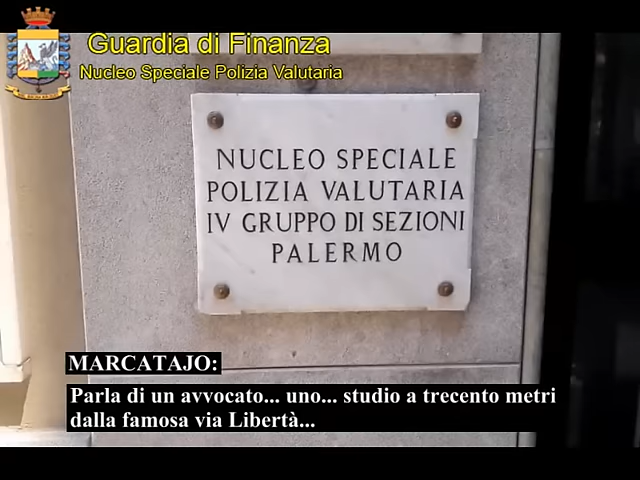 Guardia di Finanza
Nucleo Speciale Polizia Valutaria
NUCLEO SPECIALE
POLIZIA VALUTARIA
IV GRUPPO DI SEZIONI
PALERMO
MARCATAJO:
Parla di un avvocato... uno... studio a trecento metri
dalla famosa via Libertà...